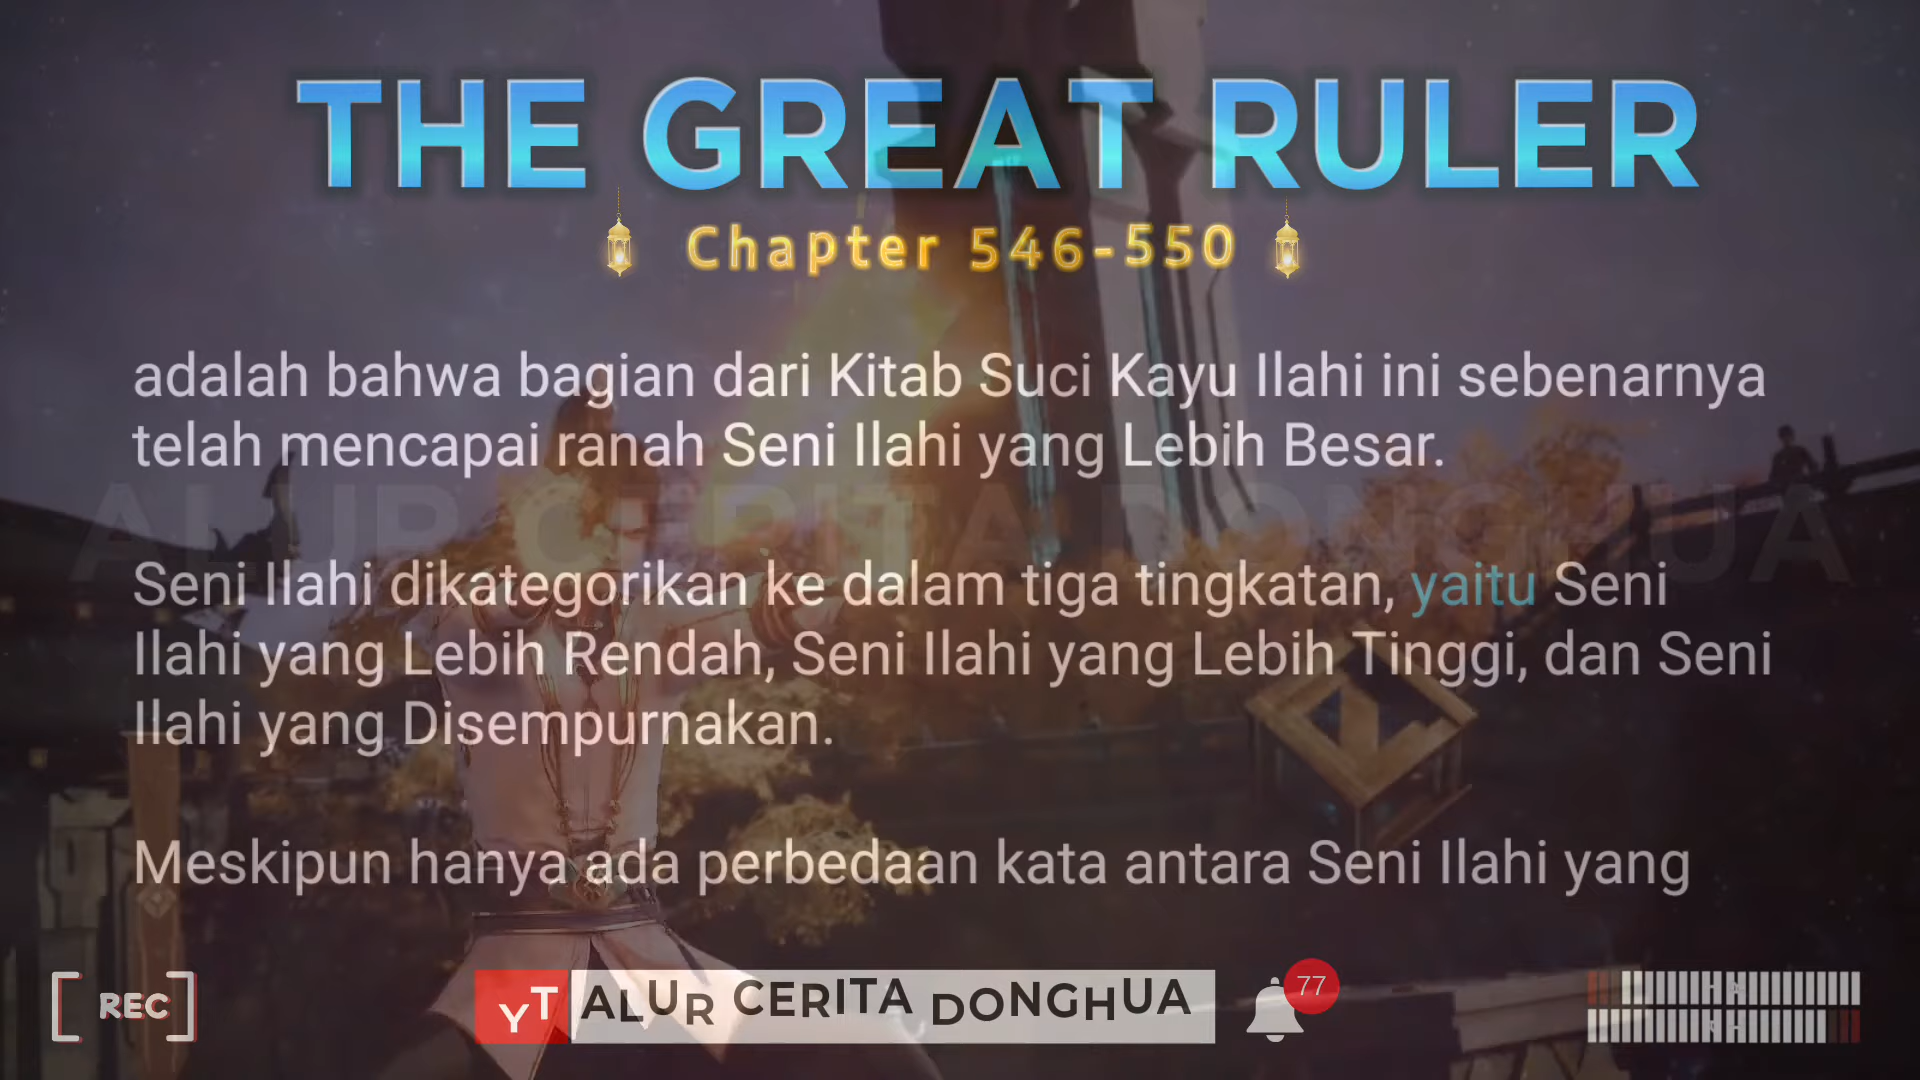 THE GREAT RULER
Chapter 546-550
adalah bahwa bagian dari Kitab Suci Kayu Ilahi ini sebenarnya
telah mencapai ranah Seni Ilahi yang Lebih Besar.
ALUR CERITA DONGHUA
Seni Ilahi dikategorikan ke dalam tiga tingkatan, yaitu Seni
Ilahi yang Lebih Rendah, Seni Ilahi yang Lebih Tinggi, dan Seni
Ilahi yang Disempurnakan.
Meskipun hanya ada perbedaan kata antara Seni Ilahi yang
REC
YT ALUR CERITA DONGHUA
77